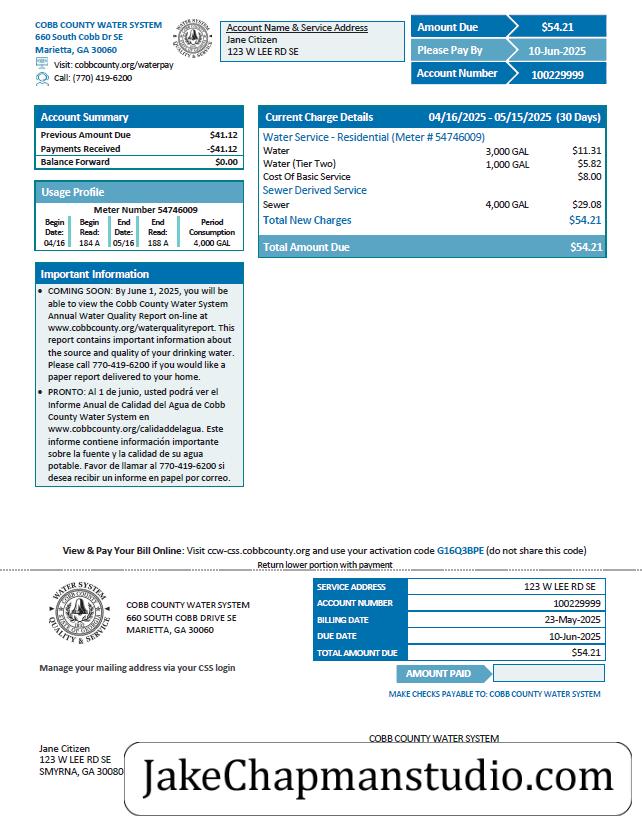 COBB COUNTY WATER SYSTEM
660 South Cobb Dr SE
Marietta, GA 30060
Visit: cobbcounty.org/waterpay
Call: (770) 419-6200
Account Name & Service Address
Jane Citizen
123 W LEE RD SE
Amount Due $54.21
Please Pay By 10-Jun-2025
Account Number 100229999
Account Summary
Previous Amount Due $41.12
Payments Received -$41.12
Balance Forward $0.00
Usage Profile
Meter Number 54746009
Begin Date: Begin Read: End Date: End Read: Period Consumption
04/16 184 A 05/16 188 A 4,000 GAL
Important Information
• COMING SOON: By June 1, 2025, you will be
able to view the Cobb County Water System
Annual Water Quality Report on-line at
www.cobbcounty.org/waterqualityreport. This
report contains important information about
the source and quality of your drinking water.
Please call 770-419-6200 if you would like a
paper report delivered to your home.
• PRONTO: Al 1 de junio, usted podrá ver el
Informe Anual de Calidad del Agua de Cobb
County Water System en
www.cobbcounty.org/calidaddelagua. Este
informe contiene información importante
sobre la fuente y la calidad de su agua
potable. Favor de llamar al 770-419-6200 si
desea recibir un informe en papel por correo.
Current Charge Details 04/16/2025 - 05/15/2025 (30 Days)
Water Service - Residential (Meter # 54746009)
Water 3,000 GAL $11.31
Water (Tier Two) 1,000 GAL $5.82
Cost Of Basic Service $8.00
Sewer Derived Service
Sewer 4,000 GAL $29.08
Total New Charges $54.21
Total Amount Due $54.21
View & Pay Your Bill Online: Visit ccw-css.cobbcounty.org and use your activation code G16Q3BPE (do not share this code)
Return lower portion with payment
WATER SYSTEM
QUALITY & SERVICE
COBB COUNTY WATER SYSTEM
660 SOUTH COBB DRIVE SE
MARIETTA, GA 30060
Manage your mailing address via your CSS login
SERVICE ADDRESS 123 W LEE RD SE
ACCOUNT NUMBER 100229999
BILLING DATE 23-May-2025
DUE DATE 10-Jun-2025
TOTAL AMOUNT DUE $54.21
AMOUNT PAID
MAKE CHECKS PAYABLE TO: COBB COUNTY WATER SYSTEM
Jane Citizen
123 W LEE RD SE
SMYRNA, GA 30080
COBB COUNTY WATER SYSTEM
JakeChapmanstudio.com